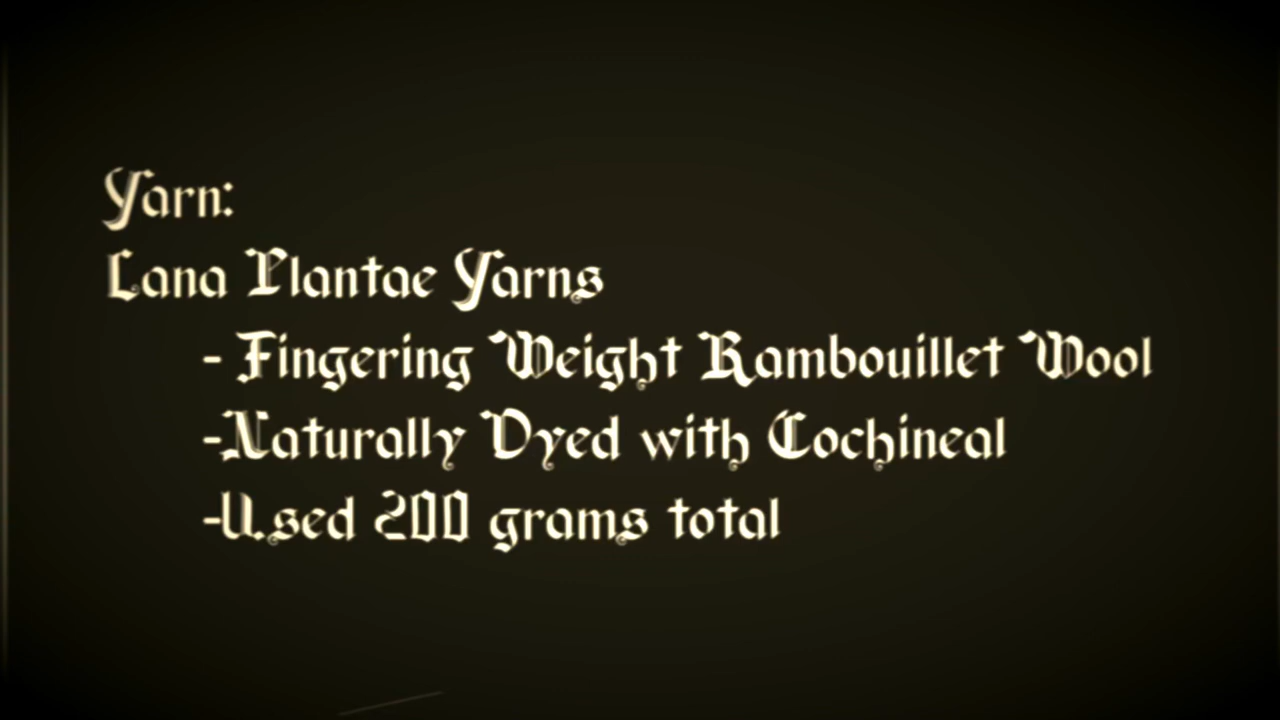 Yarn:
Lana Plantae Yarns
- Fingering Weight Rambouillet Wool
-Naturally Dyed with Cochineal
-Used 200 grams total